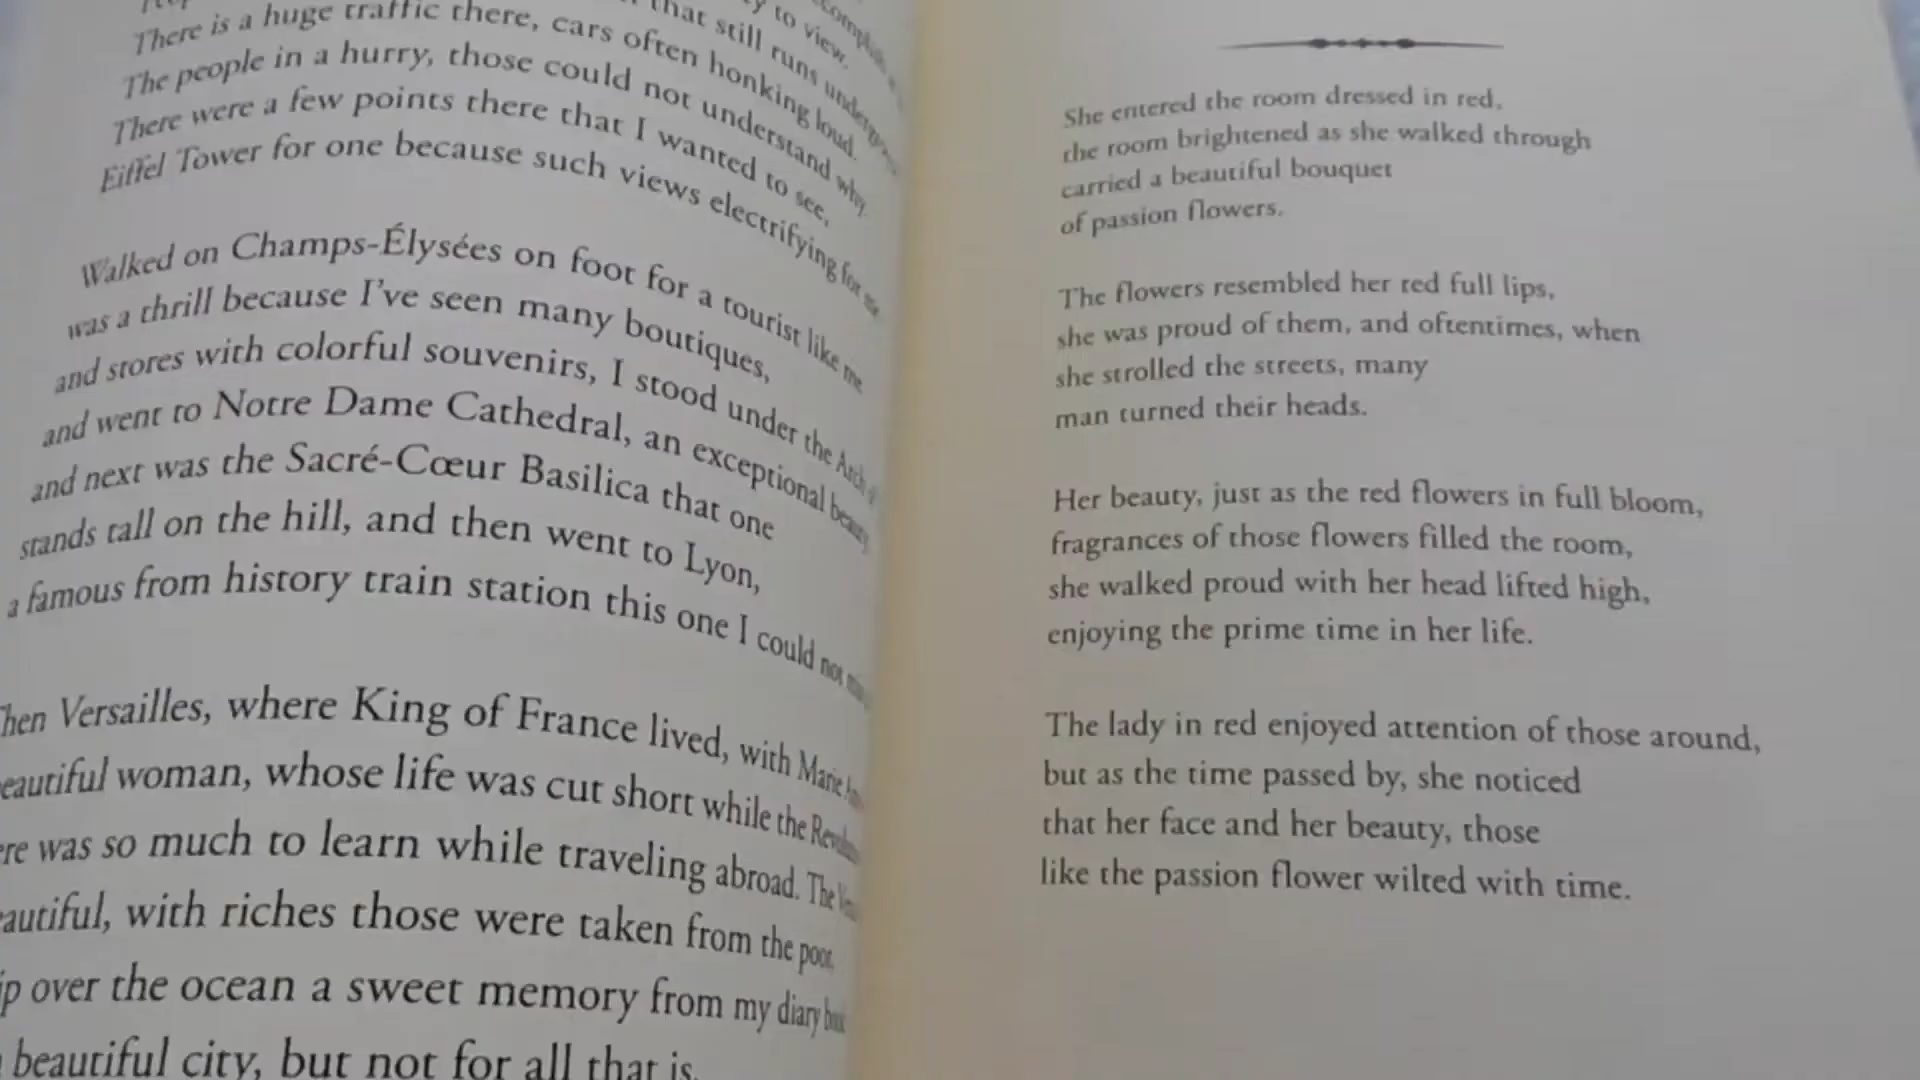 There is a huge traffic there, cars often honking loud.
The people in a hurry, those could not understand why.
There were a few points there that I wanted to see,
Eiffel Tower for one because such views electrifying for me.
Walked on Champs-Élysées on foot for a tourist like me
was a thrill because I've seen many boutiques,
and stores with colorful souvenirs, I stood under the Arch of
and went to Notre Dame Cathedral, an exceptional beauty,
and next was the Sacré-Cœur Basilica that one
stands tall on the hill, and then went to Lyon,
a famous from history train station this one I could not
Versailles, where King of France lived, with Marie
woman, whose life was cut short while the
was so much to learn while traveling abroad. The
with riches those were taken from the poor.
over the ocean a sweet memory from my diary
beautiful city, but not for all that is.
She entered the room dressed in red,
the room brightened as she walked through
carried a beautiful bouquet
of passion flowers.
The flowers resembled her red full lips,
she was proud of them, and oftentimes, when
she strolled the streets, many
man turned their heads.
Her beauty, just as the red flowers in full bloom,
fragrances of those flowers filled the room,
she walked proud with her head lifted high,
enjoying the prime time in her life.
The lady in red enjoyed attention of those around,
but as the time passed by, she noticed
that her face and her beauty, those
like the passion flower wilted with time.